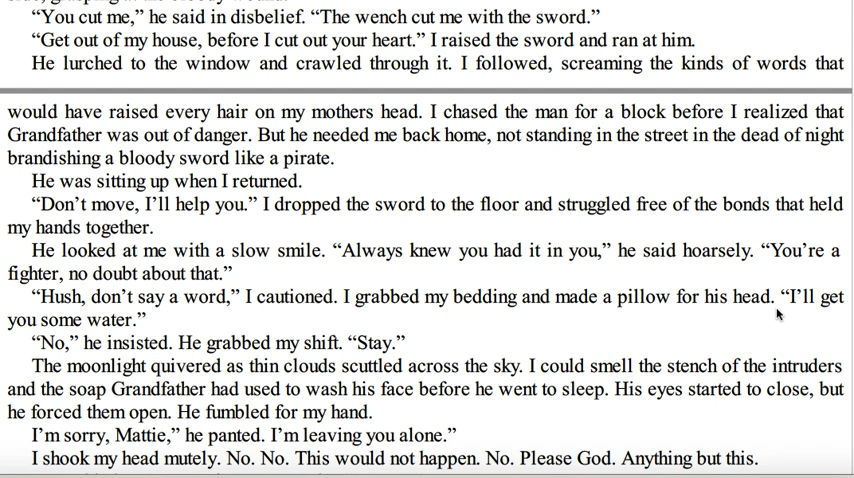 “You cut me,” he said in disbelief. “The wench cut me with the sword.”
“Get out of my house, before I cut out your heart.” I raised the sword and ran at him.
He lurched to the window and crawled through it. I followed, screaming the kinds of words that
would have raised every hair on my mothers head. I chased the man for a block before I realized that
Grandfather was out of danger. But he needed me back home, not standing in the street in the dead of night
brandishing a bloody sword like a pirate.
He was sitting up when I returned.
“Don’t move, I’ll help you.” I dropped the sword to the floor and struggled free of the bonds that held
my hands together.
He looked at me with a slow smile. “Always knew you had it in you,” he said hoarsely. “You’re a
fighter, no doubt about that.”
“Hush, don’t say a word,” I cautioned. I grabbed my bedding and made a pillow for his head. “I’ll get
you some water.”
“No,” he insisted. He grabbed my shift. “Stay.”
The moonlight quivered as thin clouds scuttled across the sky. I could smell the stench of the intruders
and the soap Grandfather had used to wash his face before he went to sleep. His eyes started to close, but
he forced them open. He fumbled for my hand.
I’m sorry, Mattie,” he panted. I’m leaving you alone.”
I shook my head mutely. No. No. This would not happen. No. Please God. Anything but this.